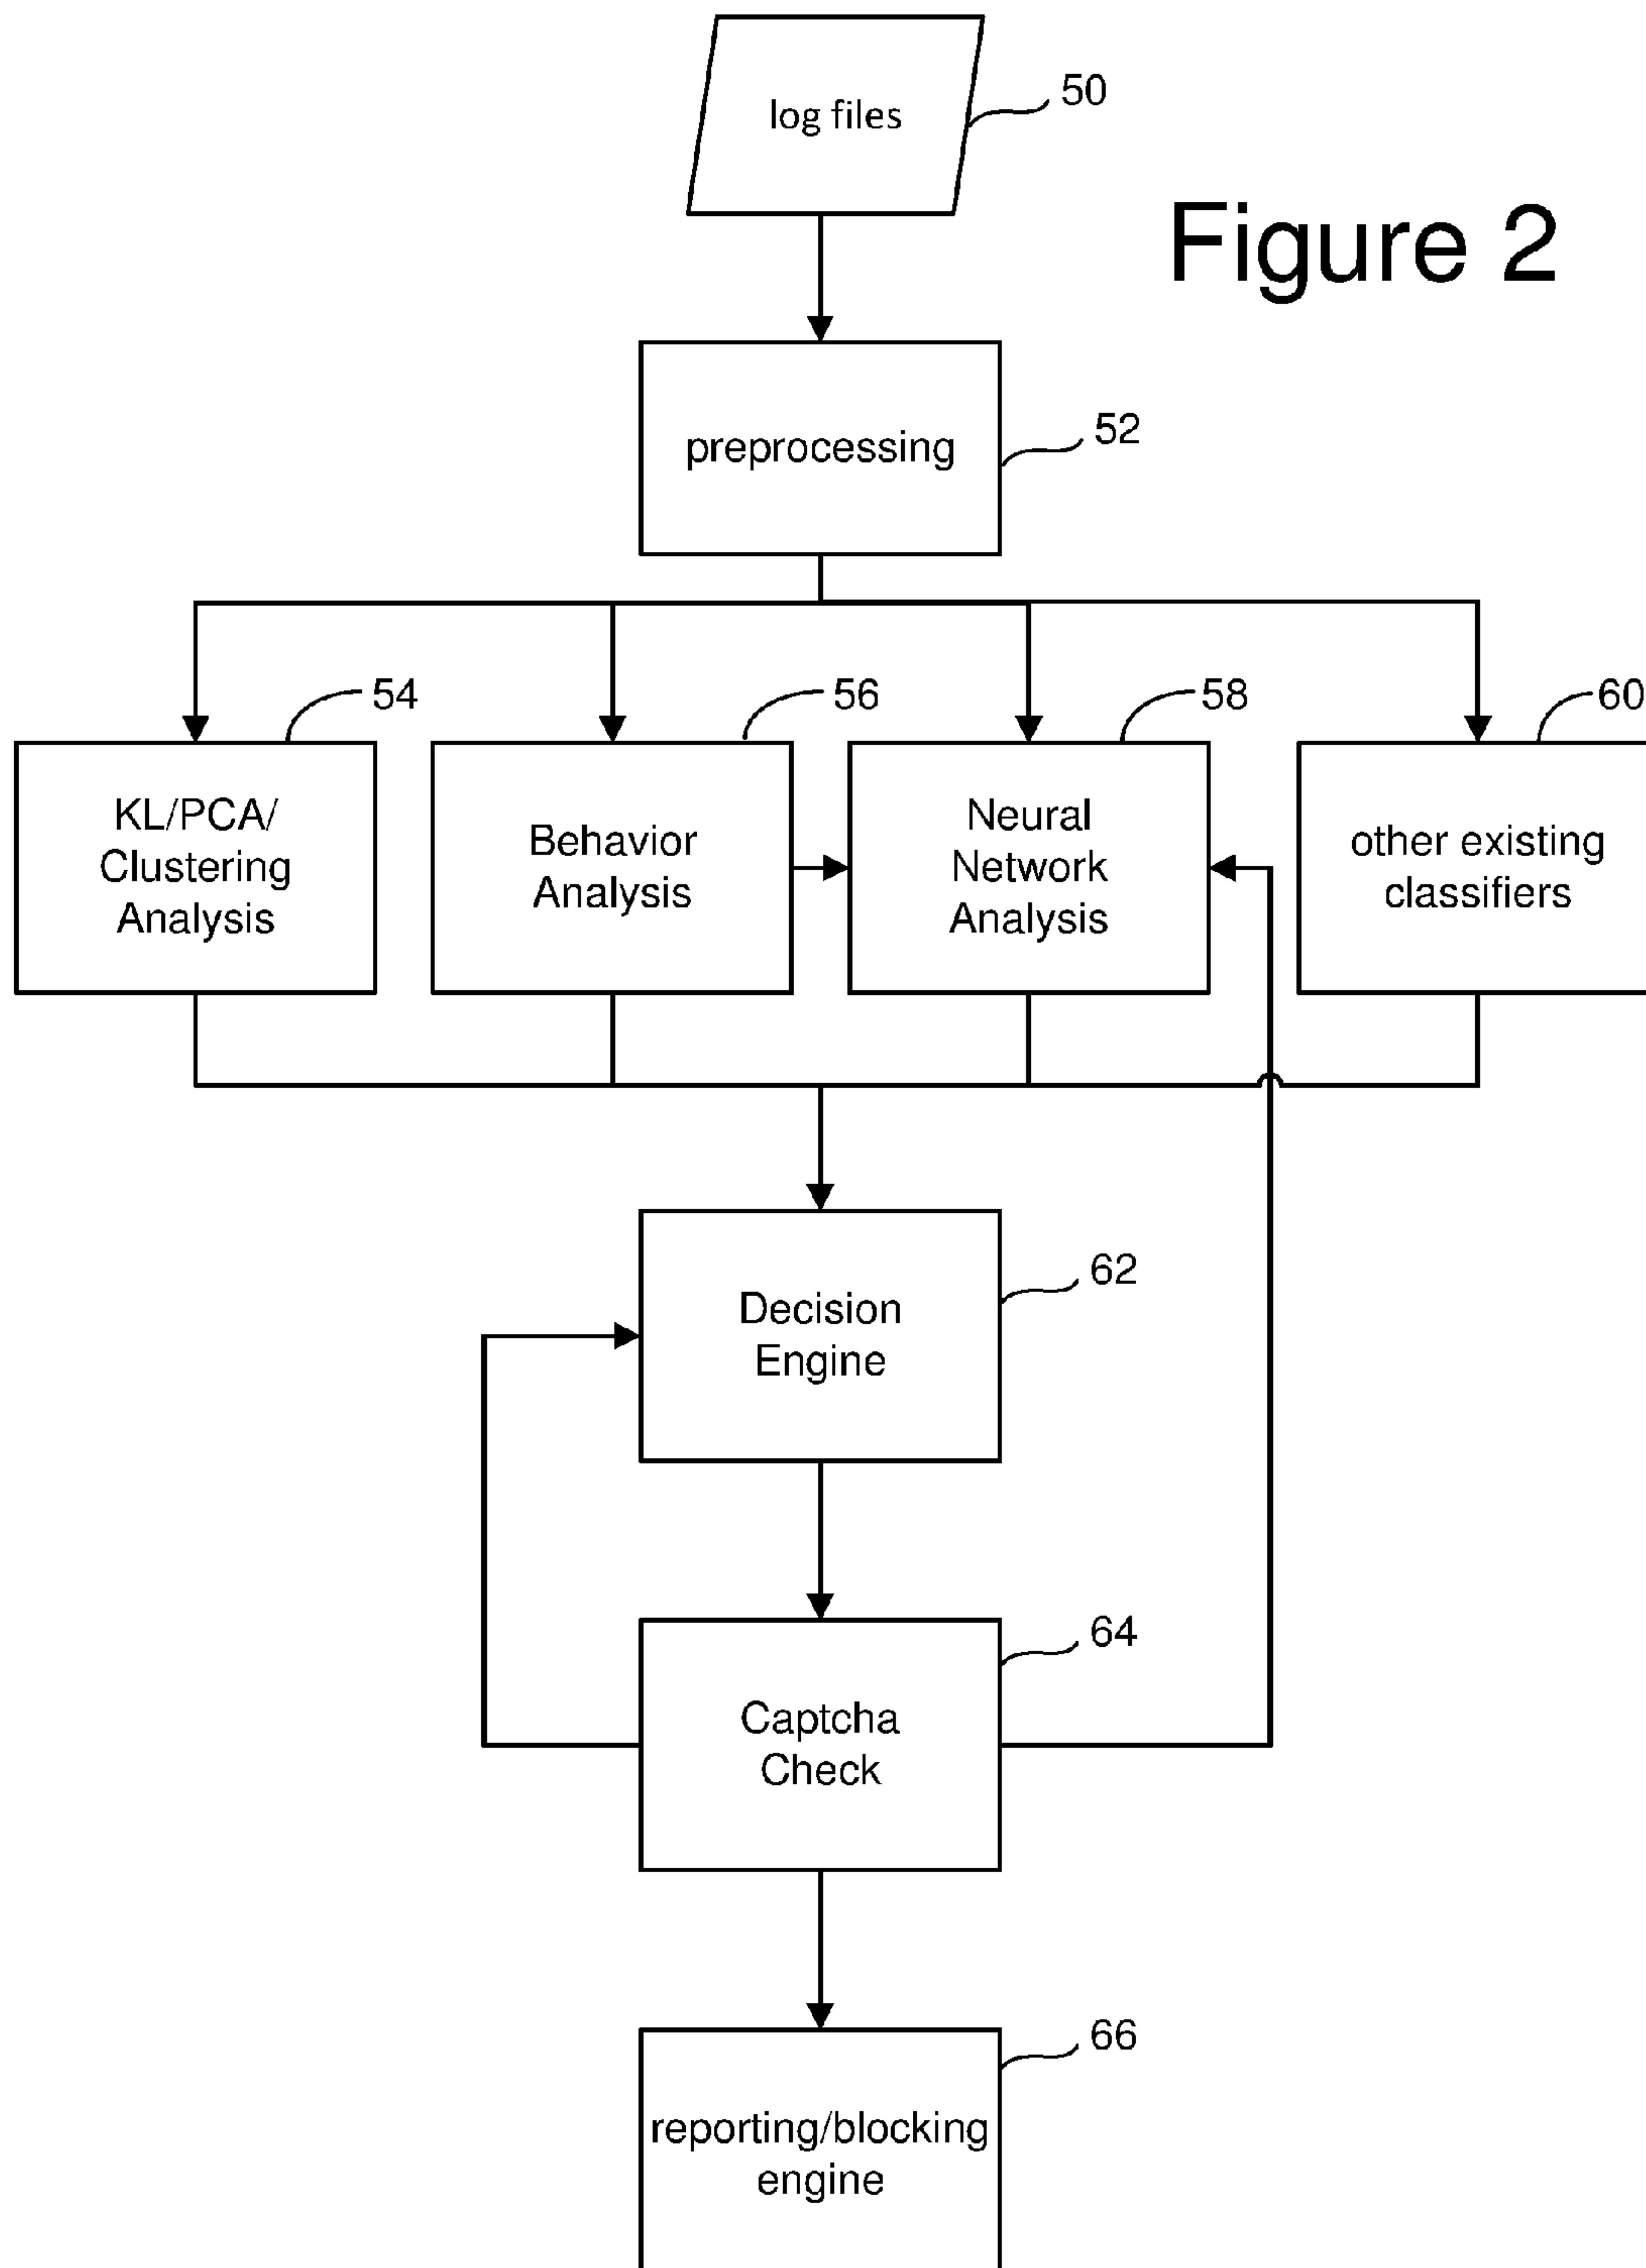 log files
50
Figure 2
preprocessing
52
54
56
58
60
KL/PCA/
Clustering
Analysis
Behavior
Analysis
Neural
Network
Analysis
other existing
classifiers
Decision
Engine
62
Captcha
Check
64
reporting/blocking
engine
66